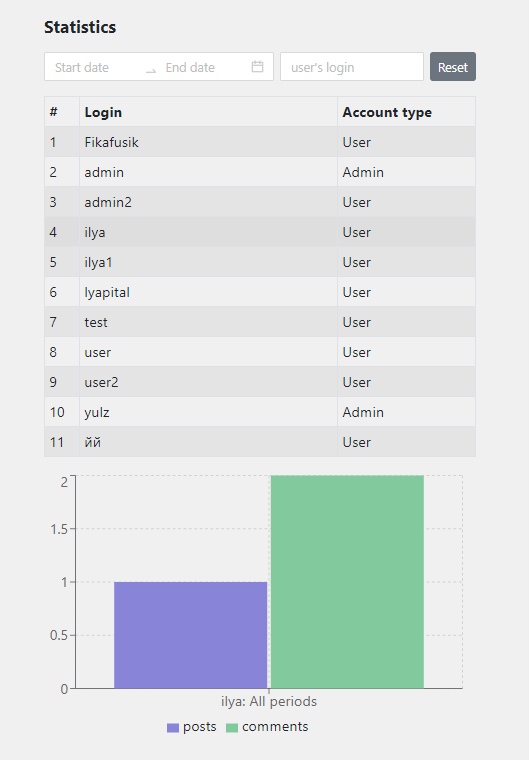 Statistics
Start date → End date user's login Reset
# Login Account type
1 Fikafusik User
2 admin Admin
3 admin2 User
4 ilya User
5 ilya1 User
6 lyapital User
7 test User
8 user User
9 user2 User
10 yulz Admin
11 йй User
2
1.5
1
0.5
0
ilya: All periods
posts comments